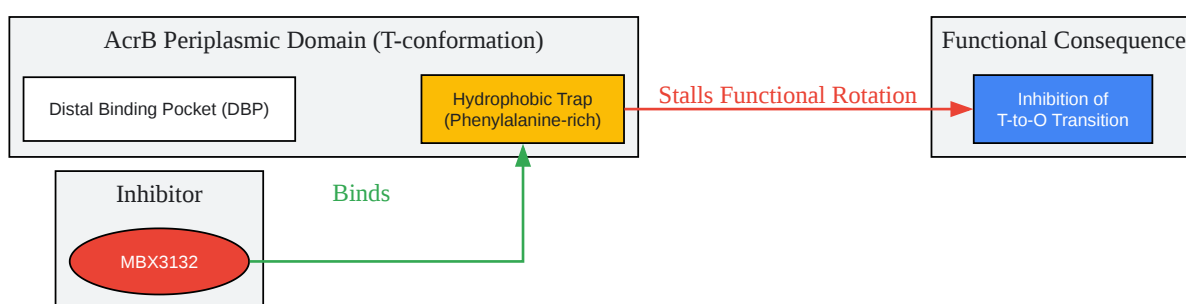 AcrB Periplasmic Domain (T-conformation)
Functional Consequence
Distal Binding Pocket (DBP)
Hydrophobic Trap
(Phenylalanine-rich)
Stalls Functional Rotation
Inhibition of
T-to-O Transition
Inhibitor
Binds
MBX3132